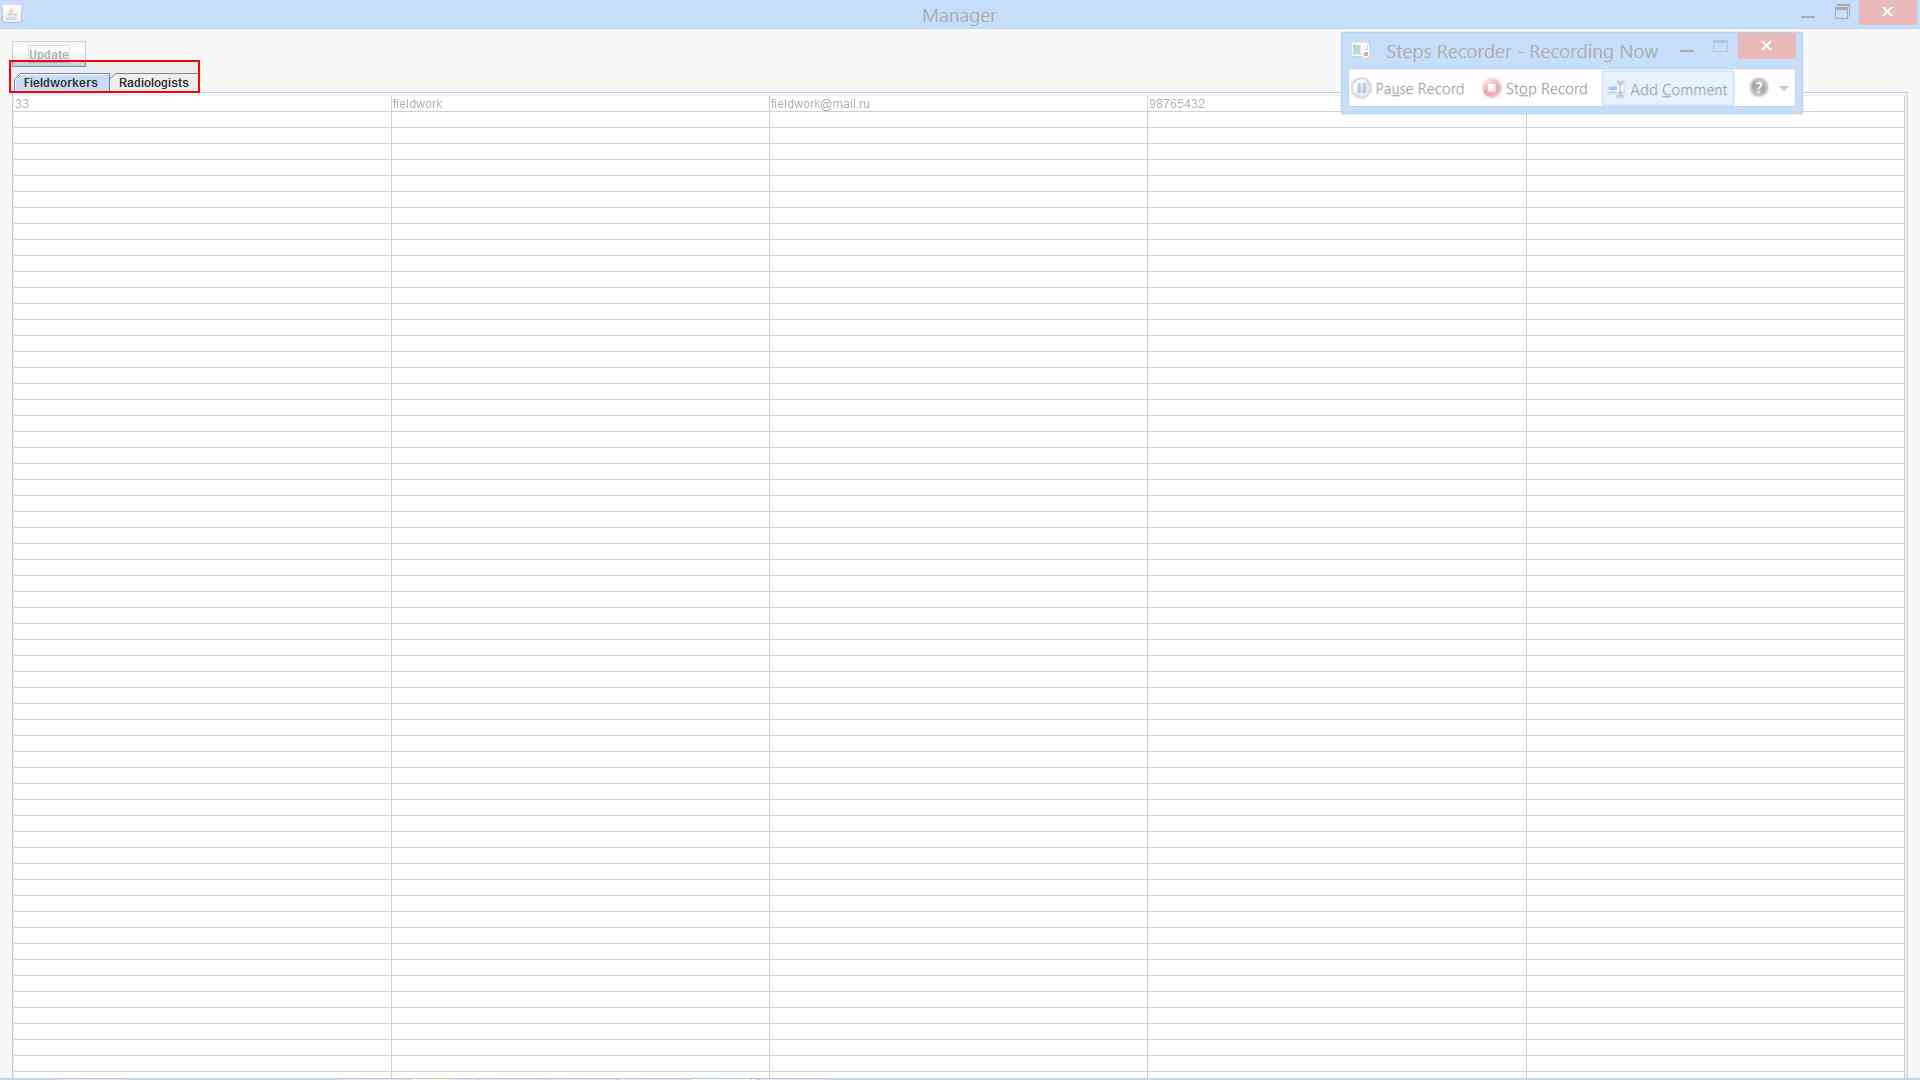 Manager
Update
Steps Recorder - Recording Now
Fieldworkers Radiologists
Pause Record Stop Record Add Comment ?
33 fieldwork fieldwork@mail.ru 98765432